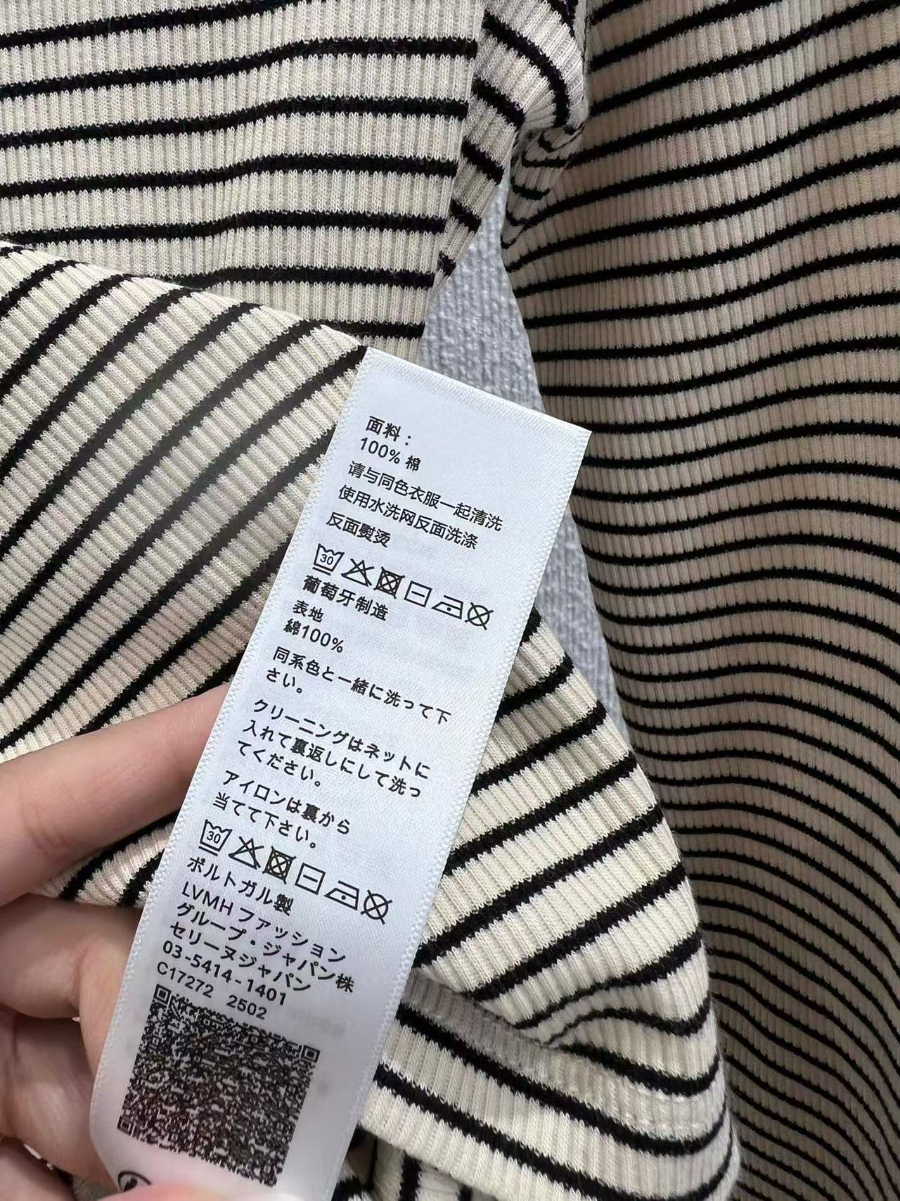 面料：
100% 棉
请与同色衣服一起清洗
使用水洗网反面洗涤
反面熨烫
30
葡萄牙制造
表地
綿100%
同系色と一緒に洗って下
さい。
クリーニングはネットに
入れて裏返しにして洗っ
てください。
アイロンは裏から
当てて下さい。
30
ポルトガル製
LVMH ファッション
グループ・ジャパン株
セリーヌジャパン
03-5414-1401
C17272 2502